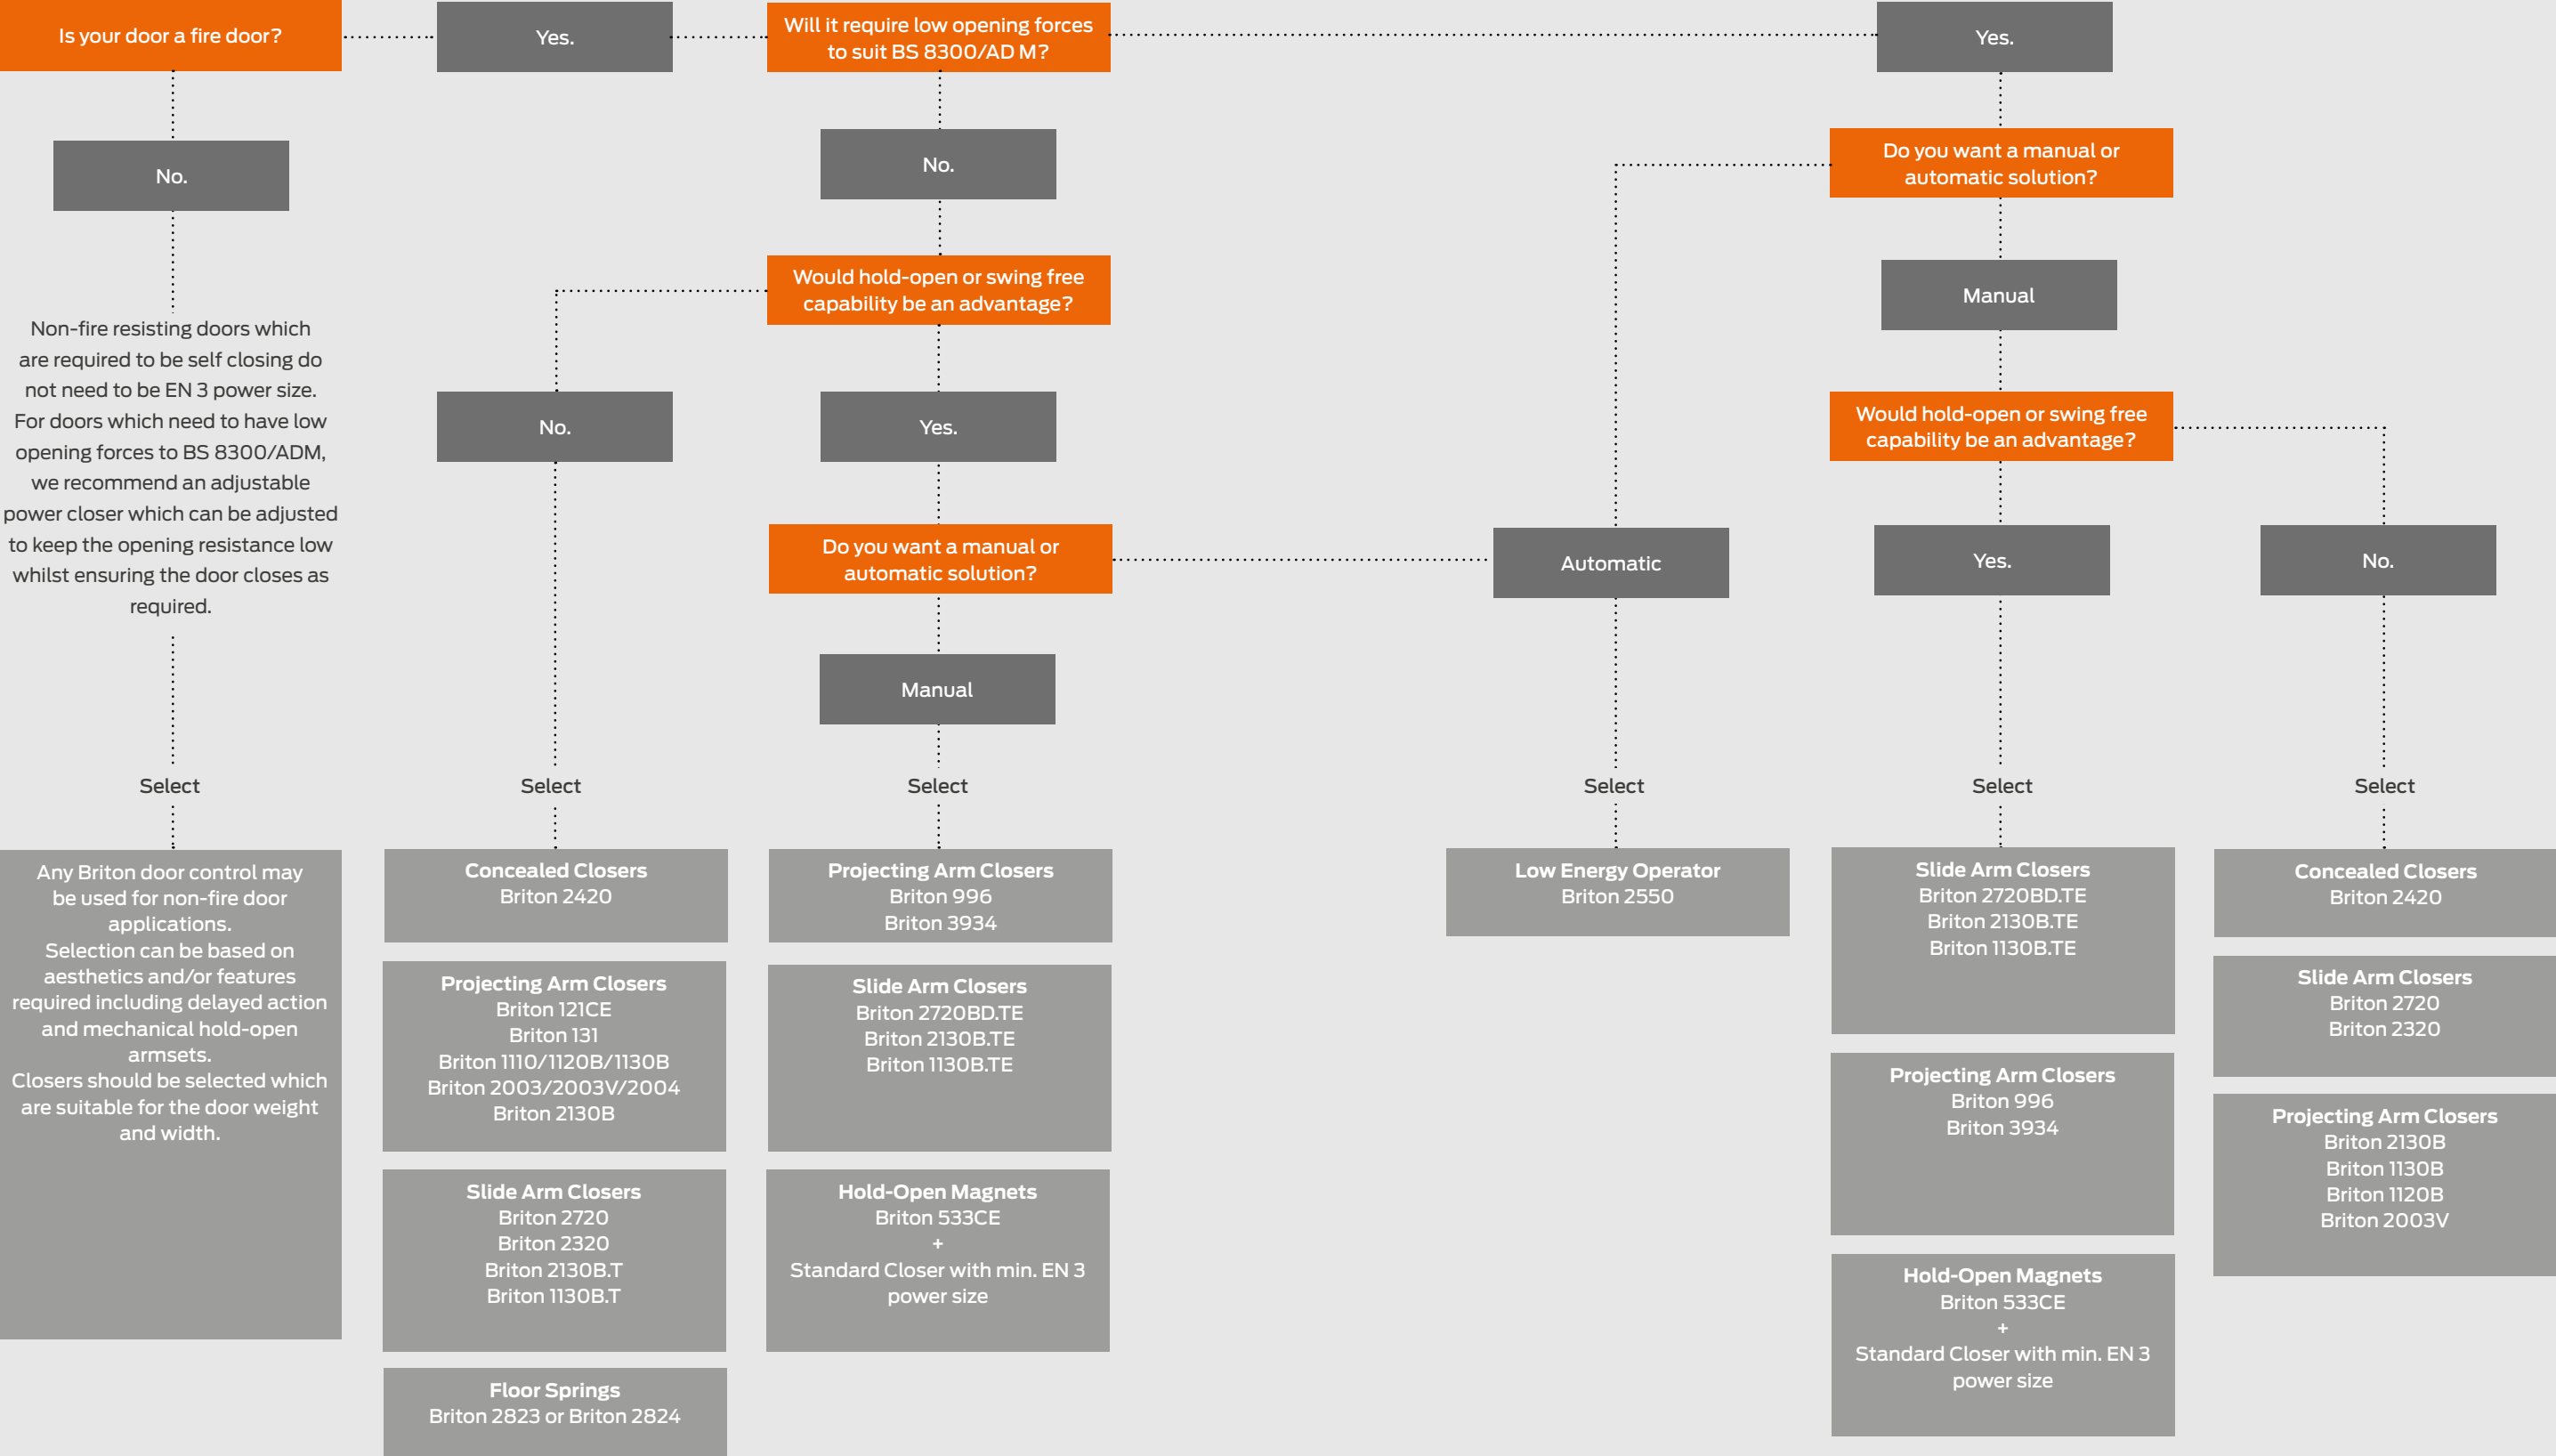 Is your door a fire door?
Yes.
Will it require low opening forces
to suit BS 8300/AD M?
Yes.
No.
No.
Do you want a manual or
automatic solution?
Would hold-open or swing free
capability be an advantage?
Manual
Non-fire resisting doors which
are required to be self closing do
not need to be EN 3 power size.
For doors which need to have low
opening forces to BS 8300/ADM,
we recommend an adjustable
power closer which can be adjusted
to keep the opening resistance low
whilst ensuring the door closes as
required.
No.
Yes.
Would hold-open or swing free
capability be an advantage?
Do you want a manual or
automatic solution?
Automatic
Yes.
No.
Manual
Select
Select
Select
Select
Select
Select
Any Briton door control may
be used for non-fire door
applications.
Selection can be based on
aesthetics and/or features
required including delayed action
and mechanical hold-open
armsets.
Closers should be selected which
are suitable for the door weight
and width.
Concealed Closers
Briton 2420
Projecting Arm Closers
Briton 121CE
Briton 131
Briton 1110/1120B/1130B
Briton 2003/2003V/2004
Briton 2130B
Slide Arm Closers
Briton 2720
Briton 2320
Briton 2130B.T
Briton 1130B.T
Floor Springs
Briton 2823 or Briton 2824
Projecting Arm Closers
Briton 996
Briton 3934
Slide Arm Closers
Briton 2720BD.TE
Briton 2130B.TE
Briton 1130B.TE
Hold-Open Magnets
Briton 533CE
+
Standard Closer with min. EN 3
power size
Low Energy Operator
Briton 2550
Slide Arm Closers
Briton 2720BD.TE
Briton 2130B.TE
Briton 1130B.TE
Projecting Arm Closers
Briton 996
Briton 3934
Hold-Open Magnets
Briton 533CE
+
Standard Closer with min. EN 3
power size
Concealed Closers
Briton 2420
Slide Arm Closers
Briton 2720
Briton 2320
Projecting Arm Closers
Briton 2130B
Briton 1130B
Briton 1120B
Briton 2003V